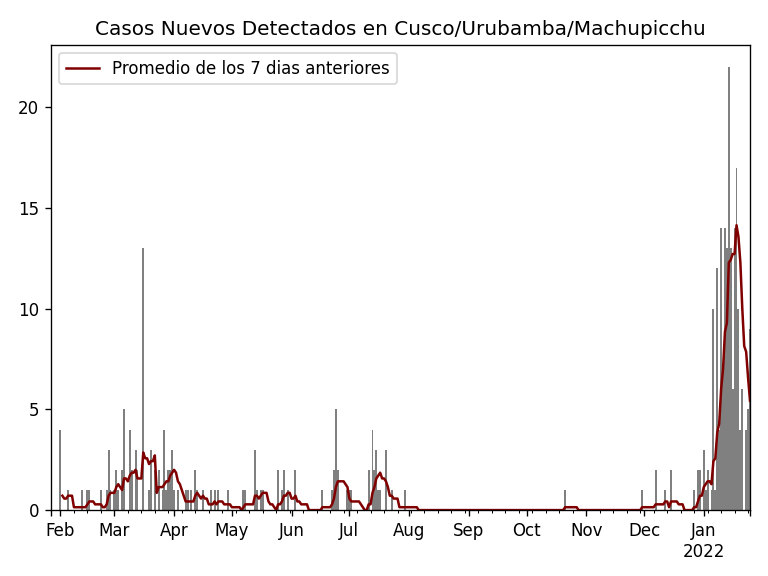 Casos Nuevos Detectados en Cusco/Urubamba/Machupicchu
Promedio de los 7 dias anteriores
20
15
10
5
0
Feb Mar Apr May Jun Jul Aug Sep Oct Nov Dec Jan
2022